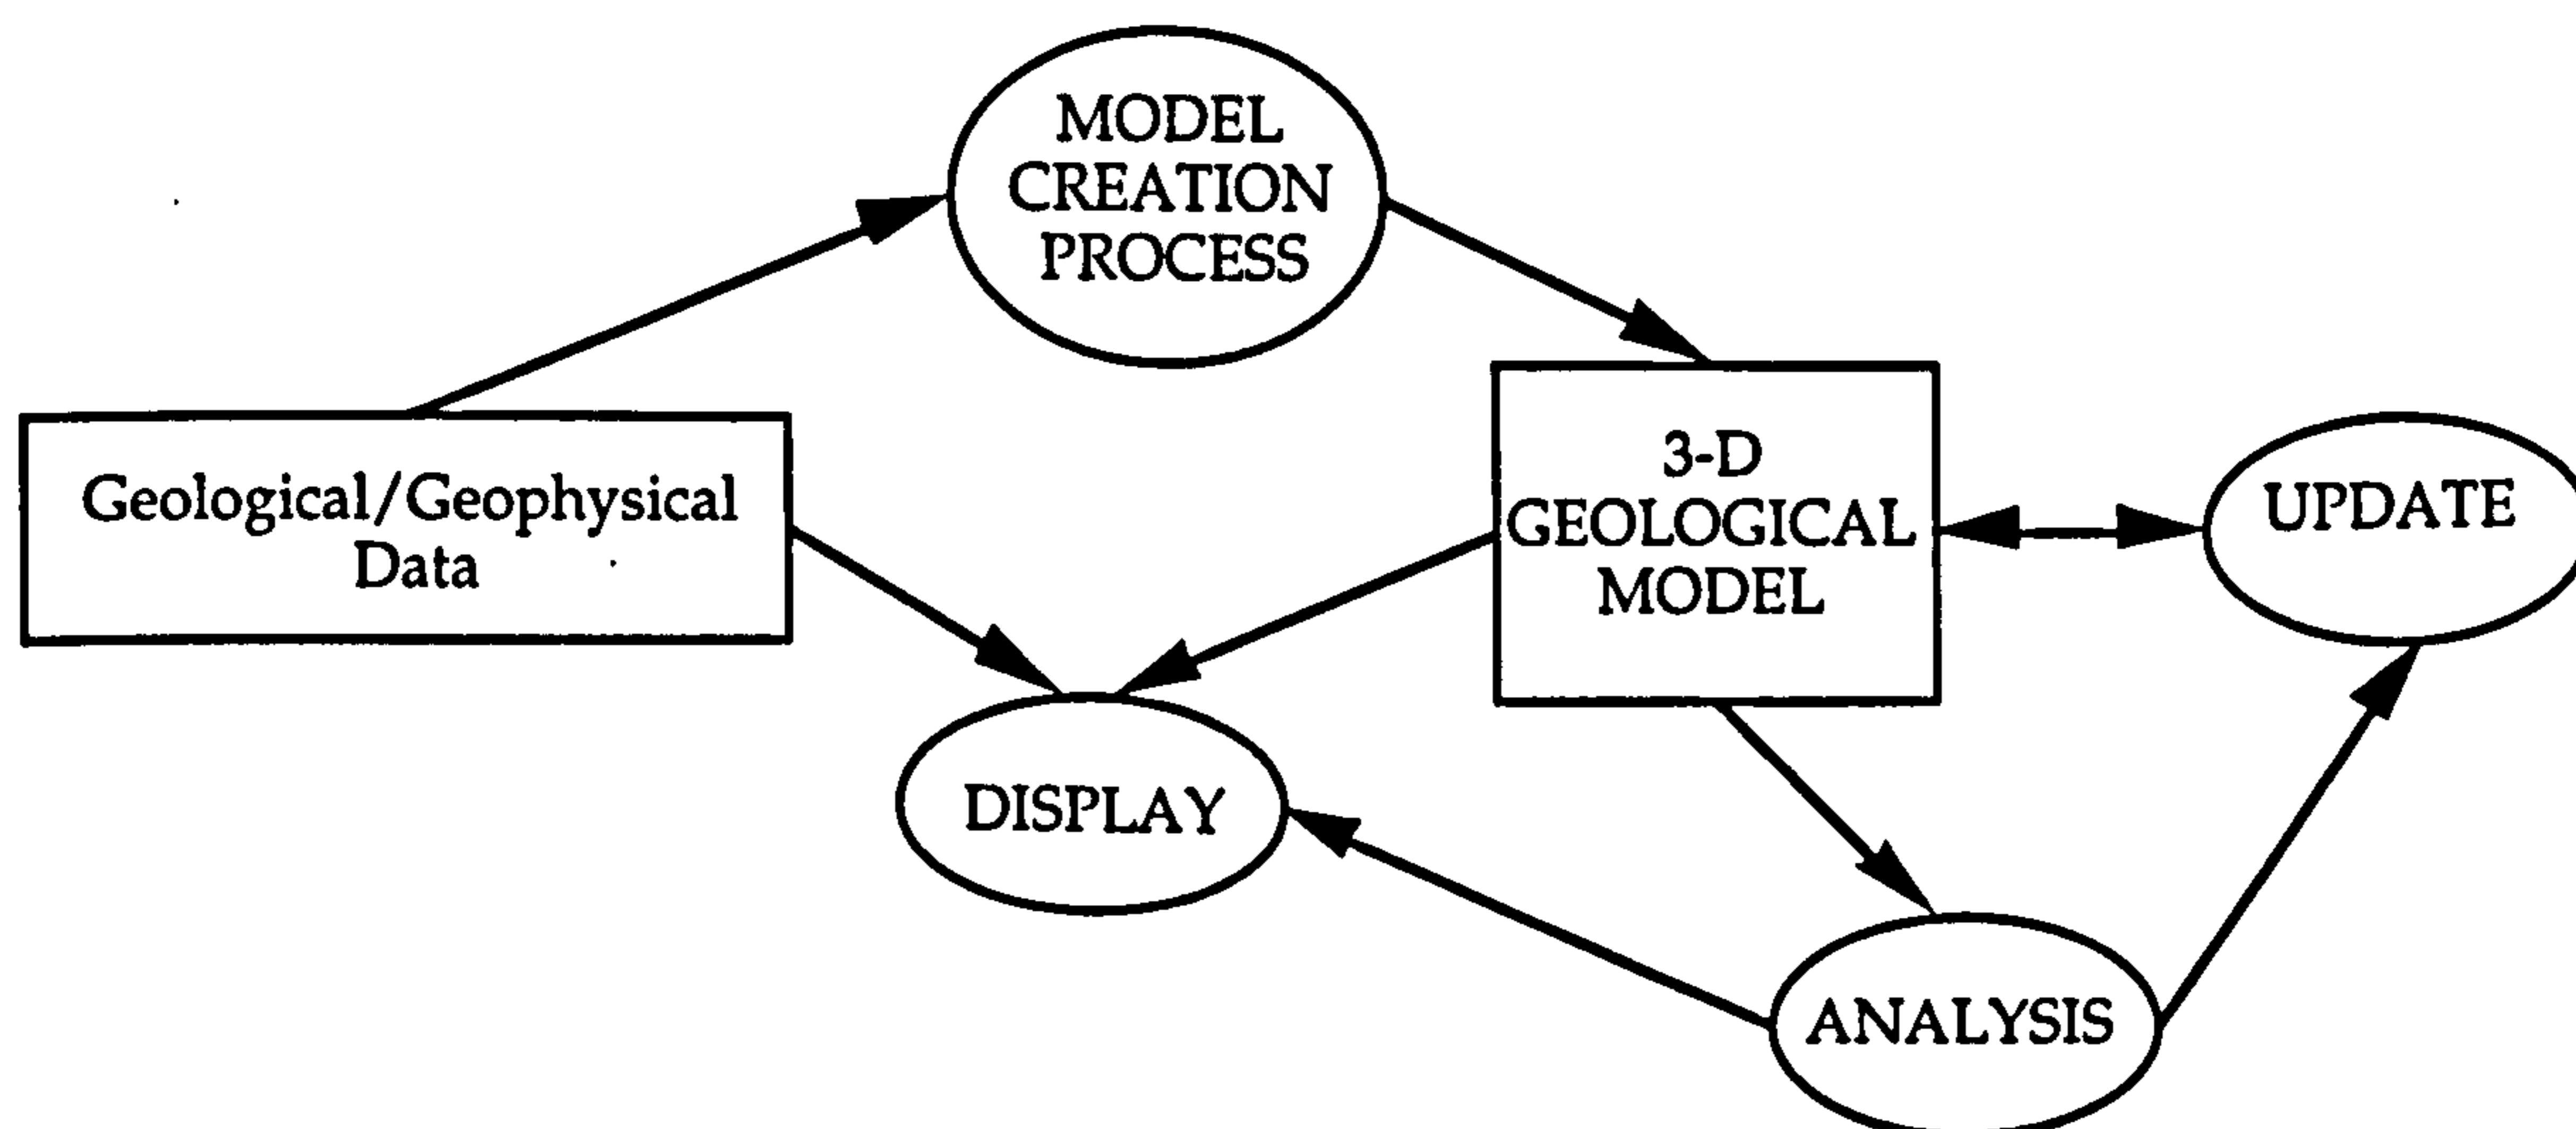 MODEL
CREATION
PROCESS
Geological/Geophysical
Data
3-D
GEOLOGICAL
MODEL
UPDATE
DISPLAY
ANALYSIS